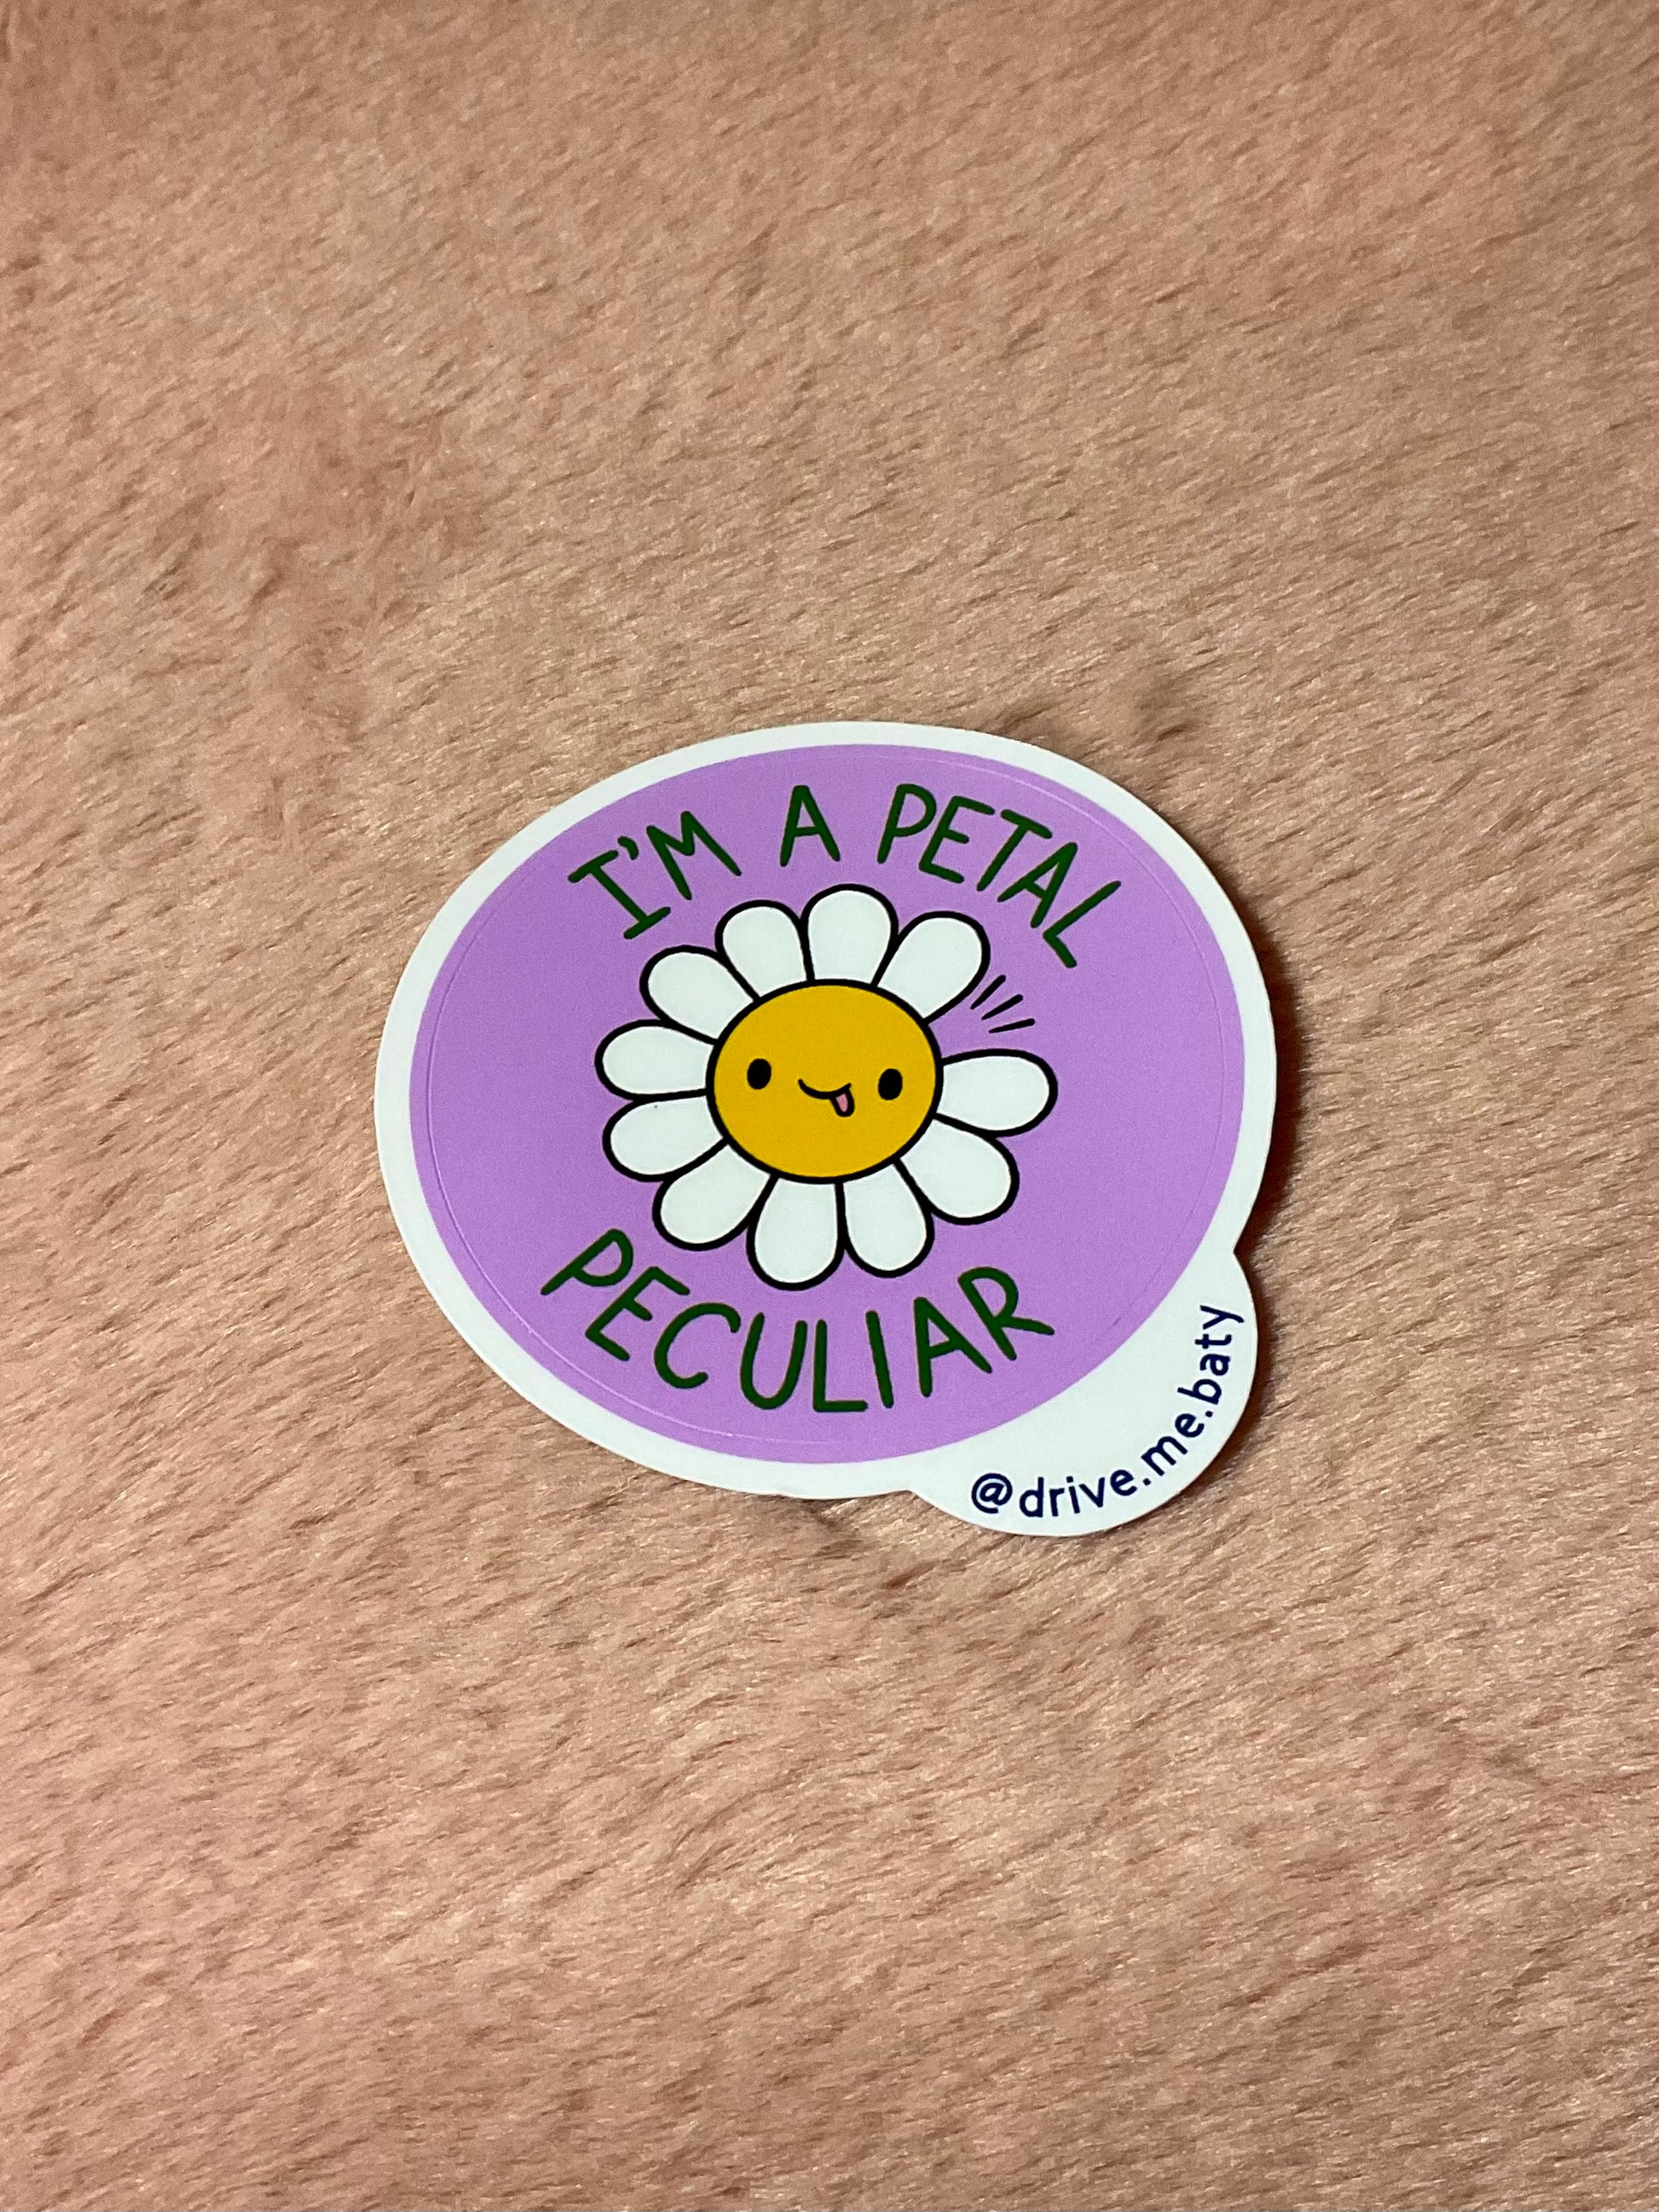 I'M A PETAL
PECULIAR
@drive.me.baty